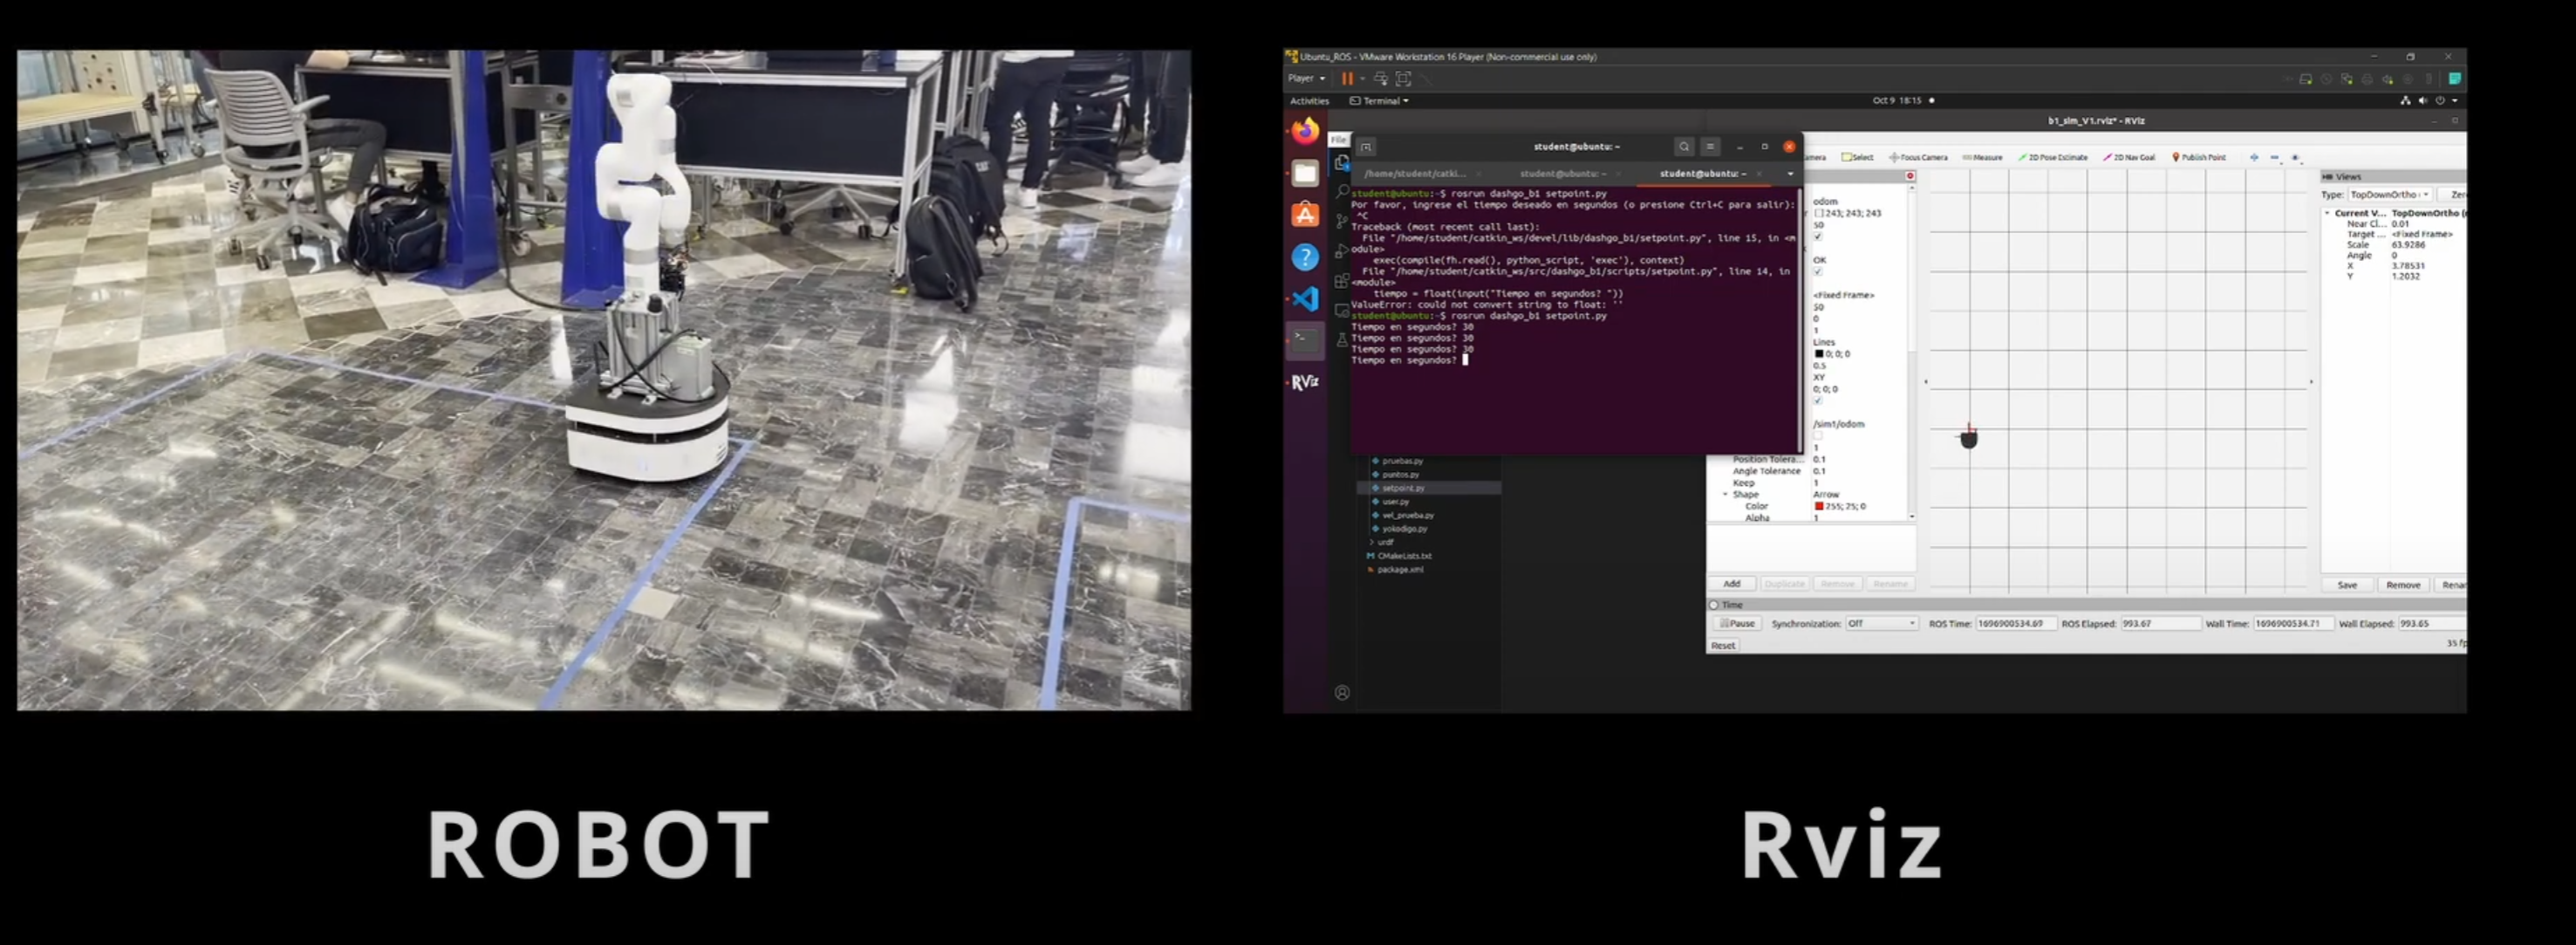 Ubuntu_ROS - VMware Workstation 16 Player (Non-commercial use only)
Player
Activities
Terminal
Oct 9 18:15
b1_sim_V1.rviz* - RViz
File
student@ubuntu: ~
Select
Focus Camera
Measure
2D Pose Estimate
2D Nav Goal
Publish Point
/home/student/catki...
student@ubuntu: ~
student@ubuntu: ~
Views
Type:
TopDownOrtho
student@ubuntu:~$ rosrun dashgo_b1 setpoint.py
Por favor, ingrese el tiempo deseado en segundos (o presione Ctrl+C para salir):
^C
Traceback (most recent call last):
File "/home/student/catkin_ws/devel/lib/dashgo_b1/setpoint.py", line 15, in <m
odule>
exec(compile(fh.read(), python_script, 'exec'), context)
File "/home/student/catkin_ws/src/dashgo_b1/scripts/setpoint.py", line 14, in
<module>
tiempo = float(input("Tiempo en segundos? "))
ValueError: could not convert string to float: ''
student@ubuntu:~$ rosrun dashgo_b1 setpoint.py
Tiempo en segundos? 30
Tiempo en segundos? 30
Tiempo en segundos? 30
Tiempo en segundos?
odom
243; 243; 243
50
OK
<Fixed Frame>
50
0
1
Lines
0; 0; 0
0.5
XY
0; 0; 0
/sim1/odom
1
Position Tolera... 0.1
Angle Tolerance 0.1
Keep 1
Shape Arrow
Color 255; 25; 0
Alpha 1
Current V... TopDownOrtho
Near Cl... 0.01
Target ... <Fixed Frame>
Scale 63.9286
Angle 0
X 3.78531
Y 1.2032
RViz
pruebas.py
puntos.py
setpoint.py
user.py
vel_prueba.py
yokodigo.py
urdf
CMakeLists.txt
package.xml
Add
Duplicate
Remove
Rename
Save
Remove
Time
Pause
Synchronization: Off
ROS Time: 1696900534.69
ROS Elapsed: 993.67
Wall Time: 1696900534.71
Wall Elapsed: 993.65
Reset
ROBOT
Rviz